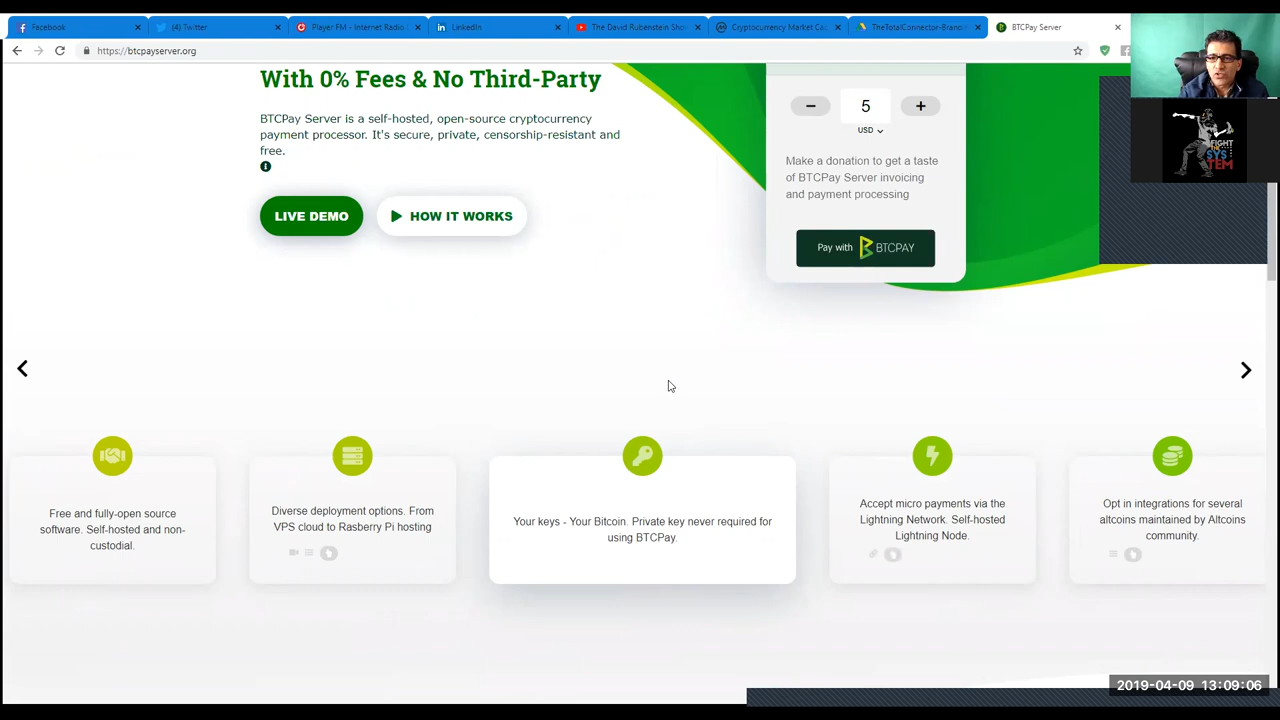 Facebook
(4) Twitter
Player FM - Internet Radio
LinkedIn
The David Rubenstein Sho
Cryptocurrency Market Ca
TheTotalConnector-Brandin
BTCPay Server
https://btcpayserver.org
With 0% Fees & No Third-Party
BTCPay Server is a self-hosted, open-source cryptocurrency
payment processor. It's secure, private, censorship-resistant and
free.
LIVE DEMO
HOW IT WORKS
5
USD
Make a donation to get a taste
of BTCPay Server invoicing
and payment processing
Pay with BTCPAY
FIGHT
SYS
TEM
Free and fully-open source
software. Self-hosted and non-
custodial.
Diverse deployment options. From
VPS cloud to Rasberry Pi hosting
Your keys - Your Bitcoin. Private key never required for
using BTCPay.
Accept micro payments via the
Lightning Network. Self-hosted
Lightning Node.
Opt in integrations for several
altcoins maintained by Altcoins
community.
2019-04-09 13:09:06